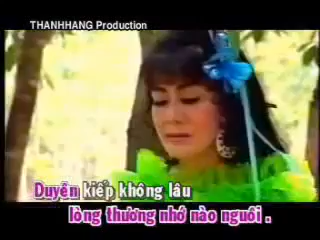 THANHHANG Production
Duyên kiếp không lâu
lòng thương nhớ nào nguôi .